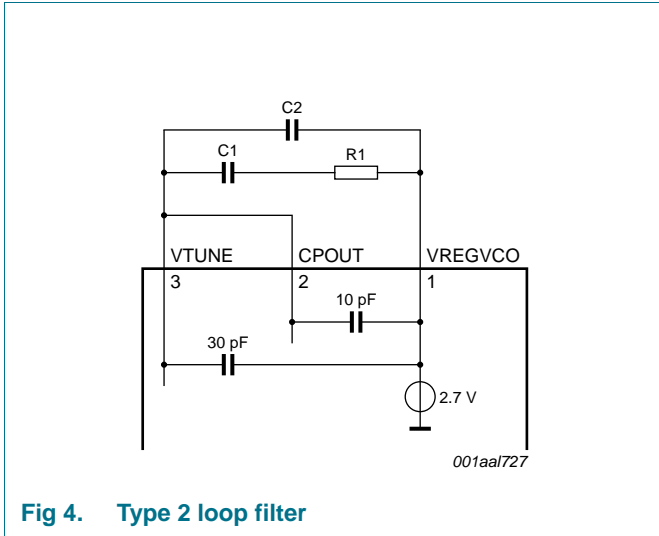 C2
C1
R1
VTUNE CPOUT VREGVCO
3 2 1
10 pF
30 pF
2.7 V
001aal727
Fig 4. Type 2 loop filter